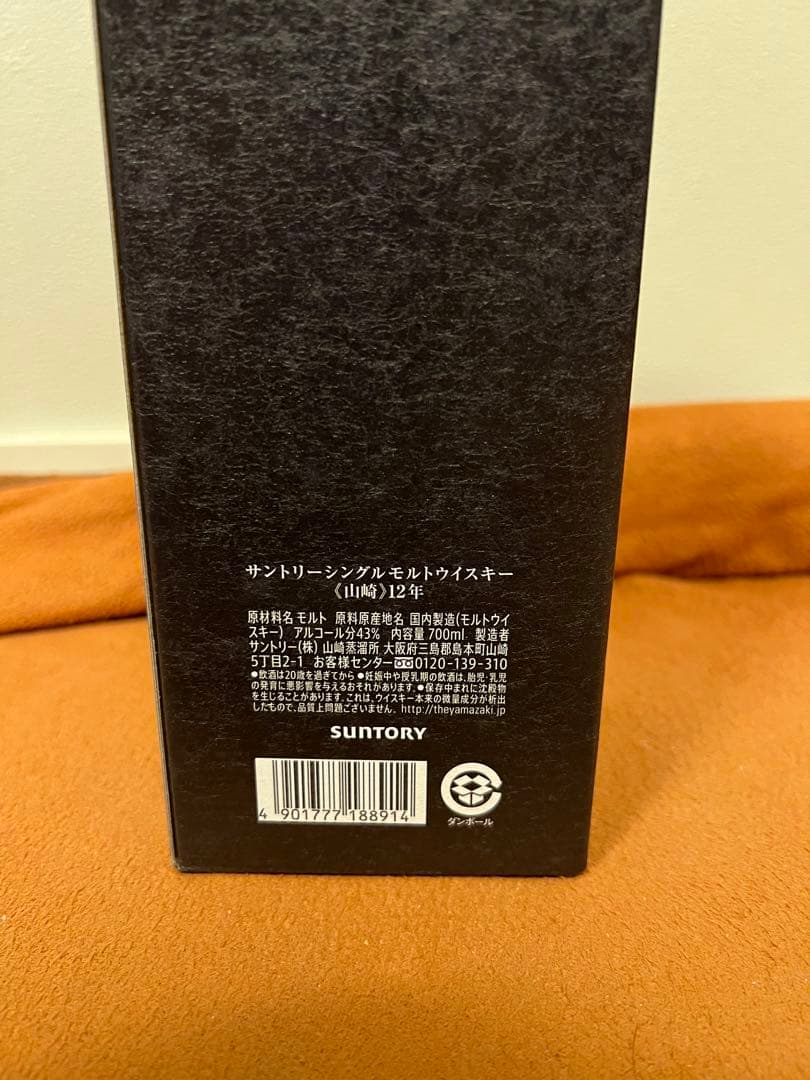 サントリーシングルモルトウイスキー
《山崎》12年
原材料名 モルト 原料原産地名 国内製造(モルトウイ
スキー) アルコール分43% 内容量 700ml 製造者
サントリー(株) 山崎蒸溜所 大阪府三島郡島本町山崎
5丁目2-1 お客様センター 0120-139-310
●飲酒は20歳を過ぎてから ●妊娠中や授乳期の飲酒は、胎児・乳児
の発育に悪影響を与えるおそれがあります。●保存中まれに沈殿物
を生じることがあります。これは、ウイスキー本来の微量成分が析出
したもので、品質上問題ございません。 http://theyamazaki.jp
SUNTORY
4 901777 188914
ダンボール